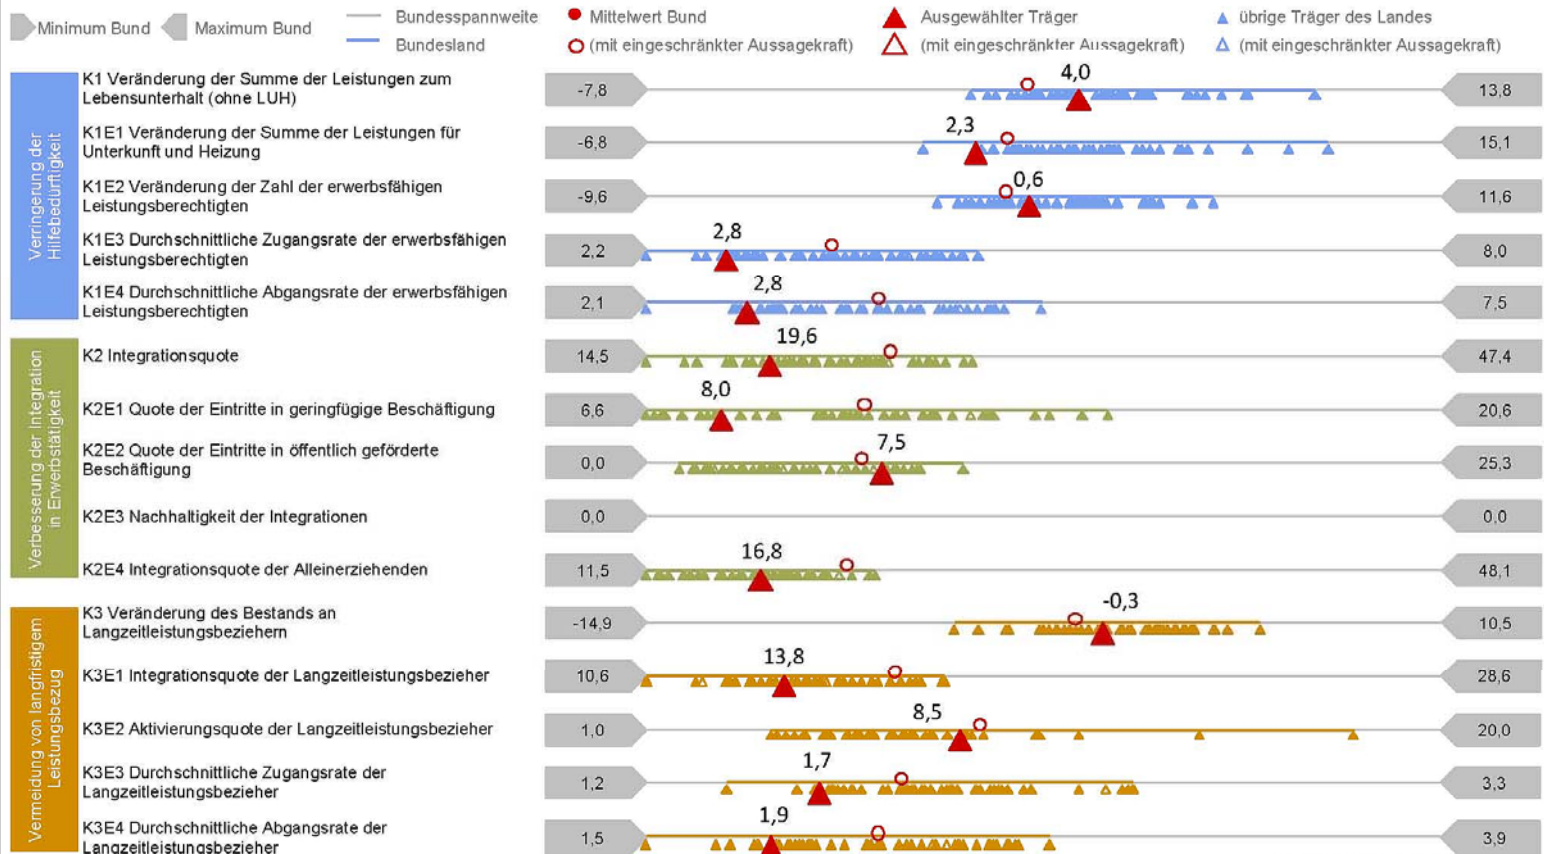 Minimum Bund
Maximum Bund
Bundesspannweite
Bundesland
Mittelwert Bund
(mit eingeschränkter Aussagekraft)
Ausgewählter Träger
(mit eingeschränkter Aussagekraft)
übrige Träger des Landes
(mit eingeschränkter Aussagekraft)
Verringerung der
Hilfebedürftigkeit
K1 Veränderung der Summe der Leistungen zum
Lebensunterhalt (ohne LUH)
-7,8
4,0
13,8
K1E1 Veränderung der Summe der Leistungen für
Unterkunft und Heizung
-6,8
2,3
15,1
K1E2 Veränderung der Zahl der erwerbsfähigen
Leistungsberechtigten
-9,6
0,6
11,6
K1E3 Durchschnittliche Zugangsrate der erwerbsfähigen
Leistungsberechtigten
2,2
2,8
8,0
K1E4 Durchschnittliche Abgangsrate der erwerbsfähigen
Leistungsberechtigten
2,1
2,8
7,5
Verbesserung der Integration
in Erwerbstätigkeit
K2 Integrationsquote
14,5
19,6
47,4
K2E1 Quote der Eintritte in geringfügige Beschäftigung
6,6
8,0
20,6
K2E2 Quote der Eintritte in öffentlich geförderte
Beschäftigung
0,0
7,5
25,3
K2E3 Nachhaltigkeit der Integrationen
0,0
0,0
K2E4 Integrationsquote der Alleinerziehenden
11,5
16,8
48,1
Vermeidung von langfristigem
Leistungsbezug
K3 Veränderung des Bestands an
Langzeitleistungsbeziehern
-14,9
-0,3
10,5
K3E1 Integrationsquote der Langzeitleistungsbezieher
10,6
13,8
28,6
K3E2 Aktivierungsquote der Langzeitleistungsbezieher
1,0
8,5
20,0
K3E3 Durchschnittliche Zugangsrate der
Langzeitleistungsbezieher
1,2
1,7
3,3
K3E4 Durchschnittliche Abgangsrate der
Langzeitleistungsbezieher
1,5
1,9
3,9